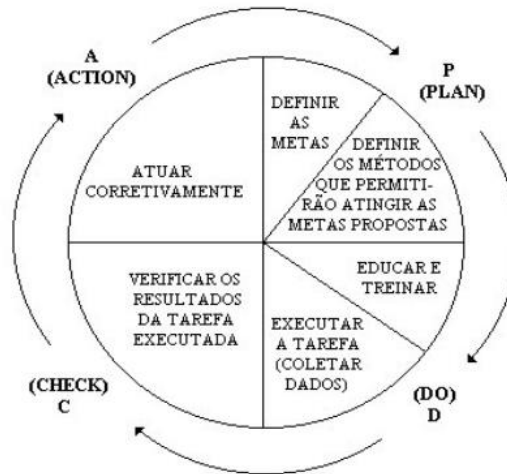 A
(ACTION)
P
(PLAN)
DEFINIR
AS
METAS
DEFINIR
OS MÉTODOS
QUE PERMITI-
RÃO ATINGIR AS
METAS PROPOSTAS
ATUAR
CORRETIVAMENTE
EDUCAR E
TREINAR
VERIFICAR OS
RESULTADOS
DA TAREFA
EXECUTADA
EXECUTAR
A TAREFA
(COLETAR
DADOS)
(CHECK)
C
(DO)
D